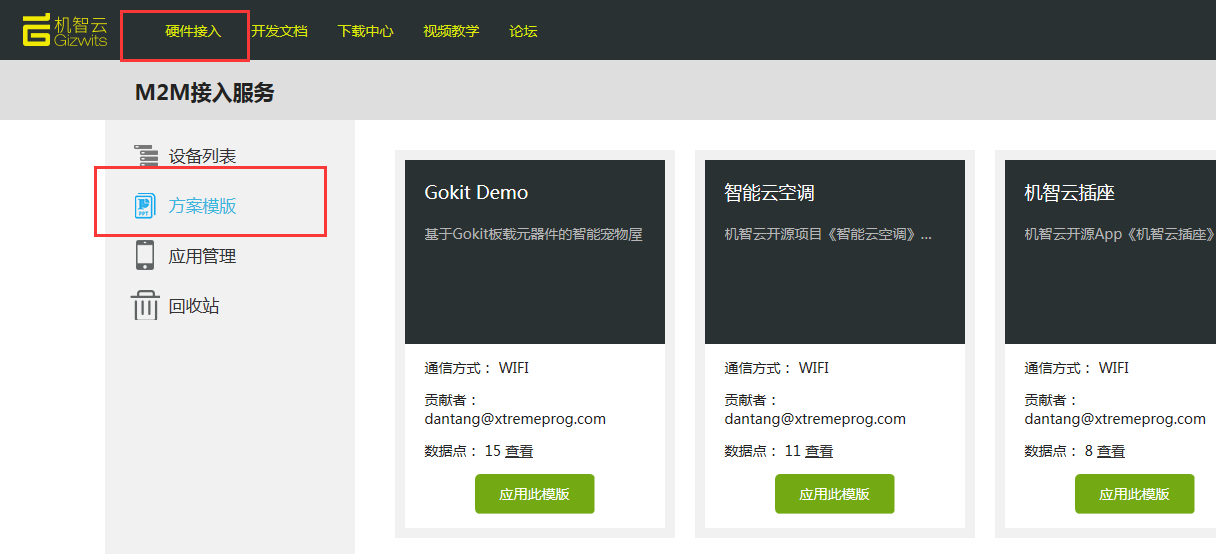 机智云
Gizwits
硬件接入 开发文档 下载中心 视频教学 论坛
M2M接入服务
设备列表
方案模版
PPT
应用管理
回收站
Gokit Demo
基于Gokit板载元器件的智能宠物屋
通信方式： WIFI
贡献者：
dantang@xtremeprog.com
数据点： 15 查看
应用此模版
智能云空调
机智云开源项目《智能云空调》...
通信方式： WIFI
贡献者：
dantang@xtremeprog.com
数据点： 11 查看
应用此模版
机智云插座
机智云开源App《机智云插座》
通信方式： WIFI
贡献者：
dantang@xtremeprog.com
数据点： 8 查看
应用此模版